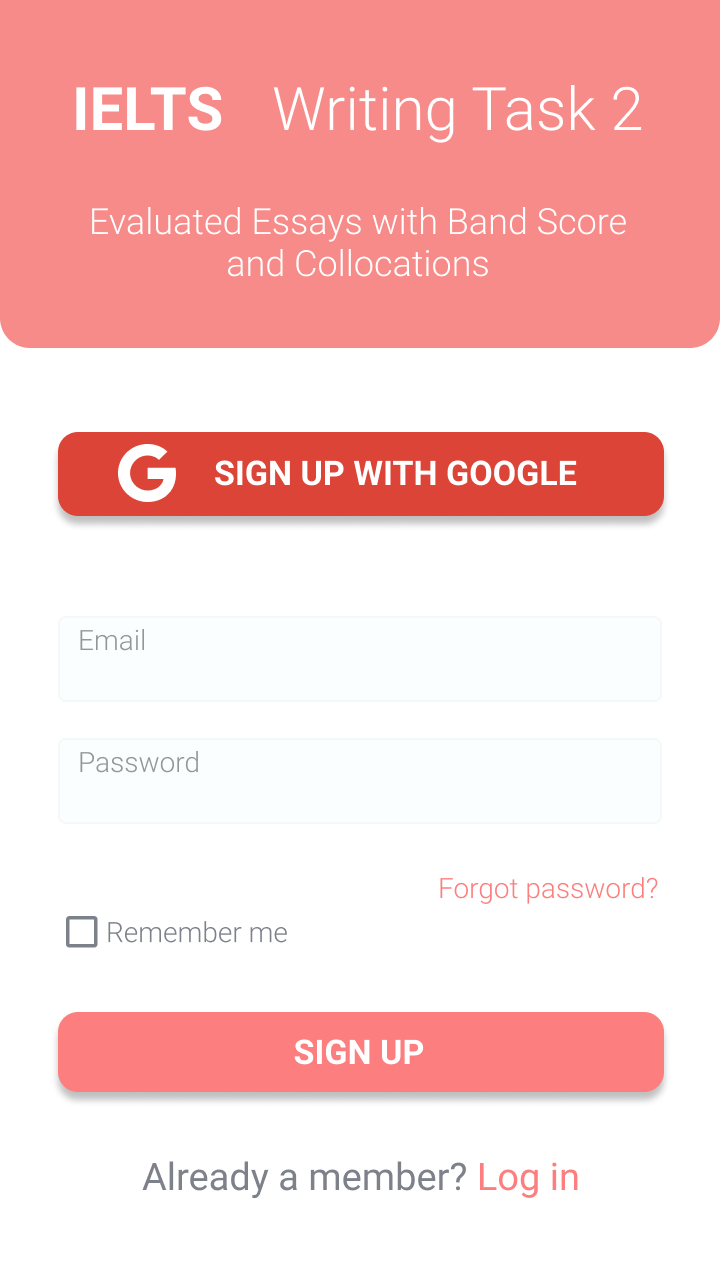 IELTS Writing Task 2
Evaluated Essays with Band Score
and Collocations
SIGN UP WITH GOOGLE
Email
Password
Forgot password?
Remember me
SIGN UP
Already a member? Log in